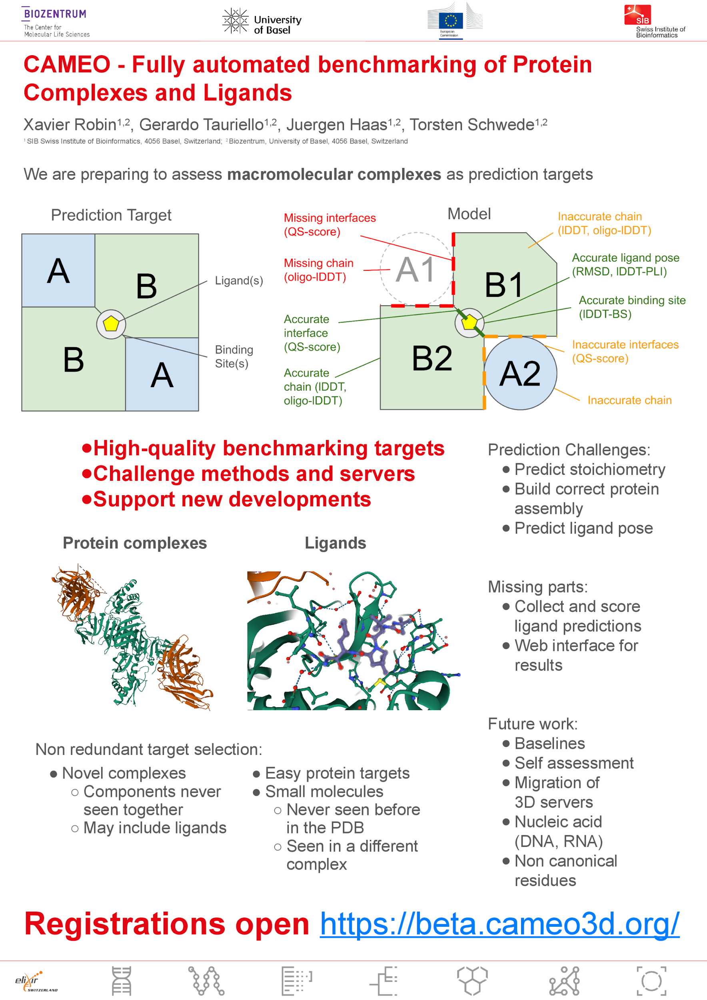 BIOZENTRUM
The Center for
Molecular Life Sciences
University
of Basel
European
Commission
SIB
Swiss Institute of
Bioinformatics
CAMEO - Fully automated benchmarking of Protein
Complexes and Ligands
Xavier Robin1,2, Gerardo Tauriello1,2, Juergen Haas1,2, Torsten Schwede1,2
1 SIB Swiss Institute of Bioinformatics, 4056 Basel, Switzerland; 2 Biozentrum, University of Basel, 4056 Basel, Switzerland
We are preparing to assess macromolecular complexes as prediction targets
Prediction Target
A
B
B
A
Ligand(s)
Binding
Site(s)
Model
Missing interfaces
(QS-score)
Missing chain
(oligo-lDDT)
Accurate
interface
(QS-score)
Accurate
chain (lDDT,
oligo-lDDT)
A1
B1
B2
A2
Inaccurate chain
(lDDT, oligo-lDDT)
Accurate ligand pose
(RMSD, lDDT-PLI)
Accurate binding site
(lDDT-BS)
Inaccurate interfaces
(QS-score)
Inaccurate chain
●High-quality benchmarking targets
●Challenge methods and servers
●Support new developments
Prediction Challenges:
● Predict stoichiometry
● Build correct protein
assembly
● Predict ligand pose
Protein complexes
Ligands
Missing parts:
● Collect and score
ligand predictions
● Web interface for
results
Non redundant target selection:
● Novel complexes
○ Components never
seen together
○ May include ligands
● Easy protein targets
● Small molecules
○ Never seen before
in the PDB
○ Seen in a different
complex
Future work:
● Baselines
● Self assessment
● Migration of
3D servers
● Nucleic acid
(DNA, RNA)
● Non canonical
residues
Registrations open https://beta.cameo3d.org/
elixir
SWITZERLAND